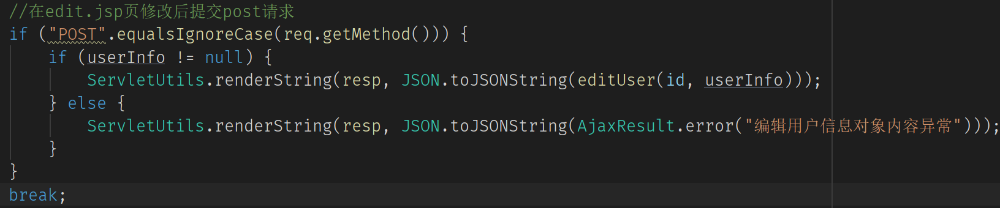 //在edit.jsp页修改后提交post请求
if ("POST".equalsIgnoreCase(req.getMethod())) {
if (userInfo != null) {
ServletUtils.renderString(resp, JSON.toJSONString(editUser(id, userInfo)));
} else {
ServletUtils.renderString(resp, JSON.toJSONString(AjaxResult.error("编辑用户信息对象内容异常")));
}
}
break;